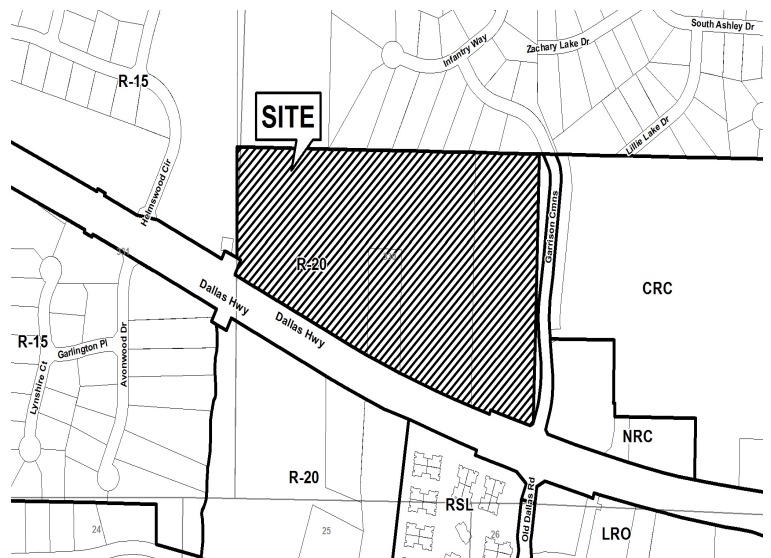 South Ashley Dr
Zachary Lake Dr
Infantry Way
R-15
SITE
Lillie Lake Dr
Helmswood Cir
Garrison Cmns
R-20
CRC
Dallas Hwy
Dallas Hwy
R-15
Garlington Pl
Avonwood Dr
Lynshire Ct
NRC
R-20
RSL
Old Dallas Rd
LRO
24
25
26